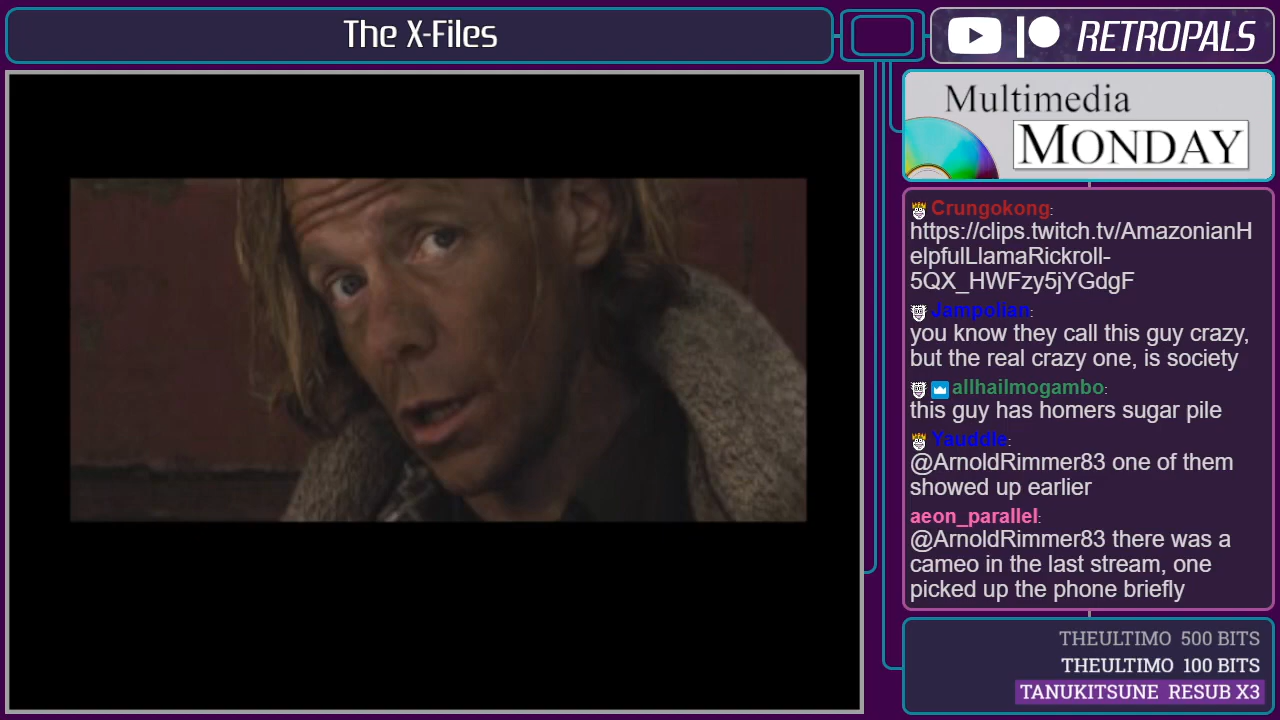 The X-Files
RETROPALS
Multimedia
MONDAY
Crungokong:
https://clips.twitch.tv/AmazonianH
elpfulLlamaRickroll-
5QX_HWFzy5jYGdgF
Jampolian:
you know they call this guy crazy,
but the real crazy one, is society
allhailmogambo:
this guy has homers sugar pile
Yauddle:
@ArnoldRimmer83 one of them
showed up earlier
aeon_parallel:
@ArnoldRimmer83 there was a
cameo in the last stream, one
picked up the phone briefly
THEULTIMO 500 BITS
THEULTIMO 100 BITS
TANUKITSUNE RESUB X3